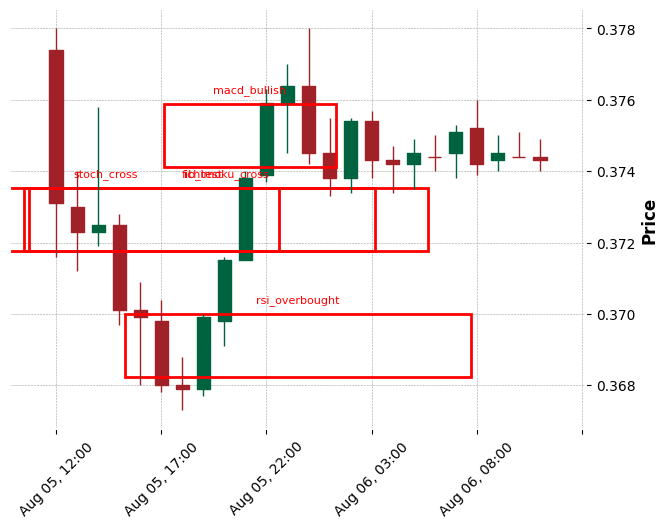 0.378
macd_bullish
0.376
stoch_cross
0.374
0.372
Price
rsi_overbought
0.370
0.368
Aug 05, 12:00
Aug 05, 17:00
Aug 05, 22:00
Aug 06, 03:00
Aug 06, 08:00